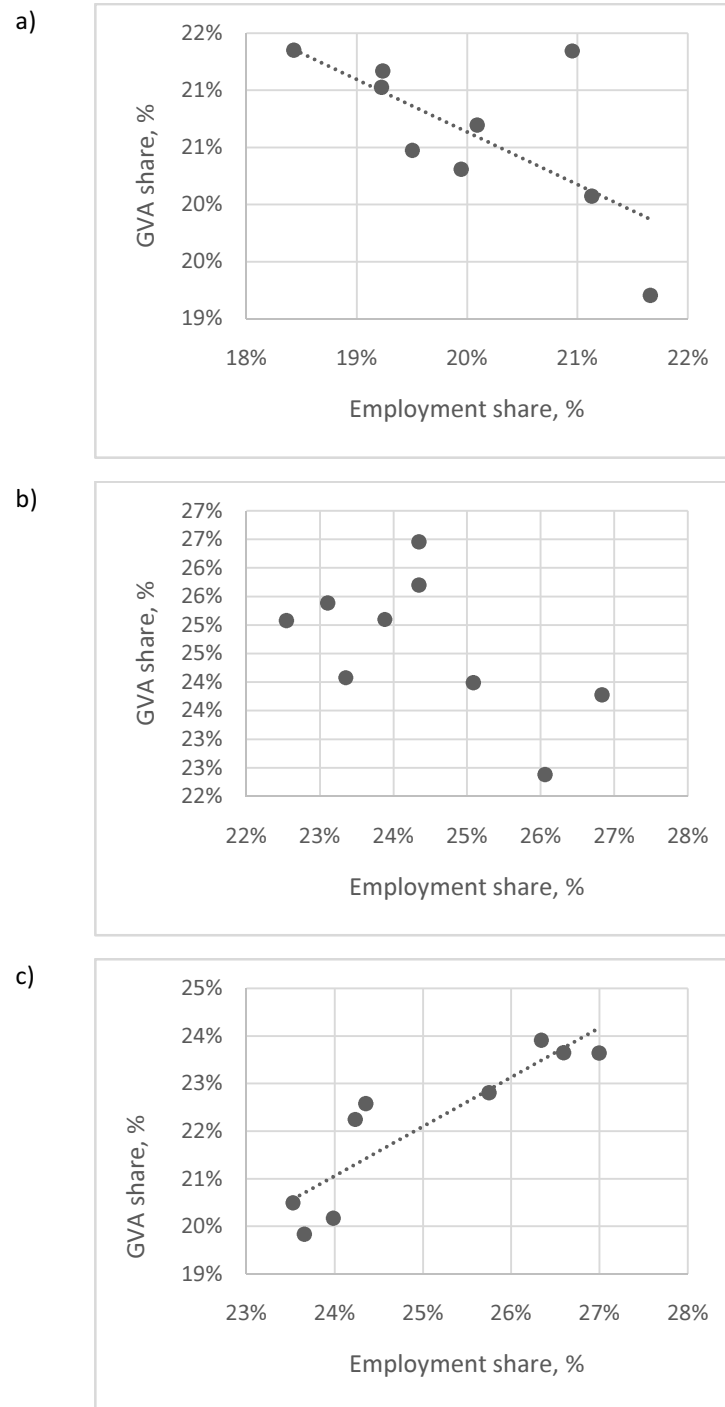 a)
22%
21%
21%
20%
20%
19%
GVA share, %
18% 19% 20% 21% 22%
Employment share, %
b)
27%
27%
26%
26%
25%
25%
24%
24%
23%
23%
22%
GVA share, %
22% 23% 24% 25% 26% 27% 28%
Employment share, %
c)
25%
24%
23%
22%
21%
20%
19%
GVA share, %
23% 24% 25% 26% 27% 28%
Employment share, %